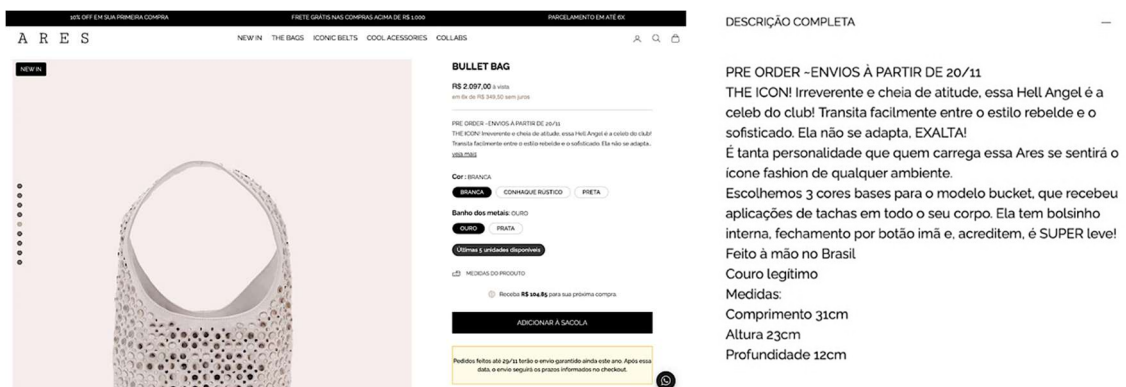 10% OFF EM SUA PRIMEIRA COMPRA
FRETE GRÁTIS NAS COMPRAS ACIMA DE R$ 1.000
PARCELAMENTO EM ATÉ 6X
ARES
NEW IN
THE BAGS
ICONIC BELTS
COOL ACESSORIES
COLLABS
NEW IN
BULLET BAG
R$ 2.097,00 à vista
em 6x de R$ 349,50 sem juros
PRE ORDER -ENVIOS À PARTIR DE 20/11
THE ICON! Irreverente e cheia de atitude, essa Hell Angel é a celeb do club!
Transita facilmente entre o estilo rebelde e o sofisticado. Ela não se adapta,
veja mais
Cor : BRANCA
BRANCA
CONHAQUE RÚSTICO
PRETA
Banho dos metais: OURO
OURO
PRATA
Últimas 5 unidades disponíveis
MEDIDAS DO PRODUTO
Receba R$ 104,85 para sua próxima compra.
ADICIONAR À SACOLA
Pedidos feitos até 29/11 terão o envio garantido ainda este ano. Após essa
data, o envio seguirá os prazos informados no checkout.
DESCRIÇÃO COMPLETA
PRE ORDER -ENVIOS À PARTIR DE 20/11
THE ICON! Irreverente e cheia de atitude, essa Hell Angel é a
celeb do club! Transita facilmente entre o estilo rebelde e o
sofisticado. Ela não se adapta, EXALTA!
É tanta personalidade que quem carrega essa Ares se sentirá o
ícone fashion de qualquer ambiente.
Escolhemos 3 cores bases para o modelo bucket, que recebeu
aplicações de tachas em todo o seu corpo. Ela tem bolsinho
interna, fechamento por botão imã e, acreditem, é SUPER leve!
Feito à mão no Brasil
Couro legítimo
Medidas:
Comprimento 31cm
Altura 23cm
Profundidade 12cm